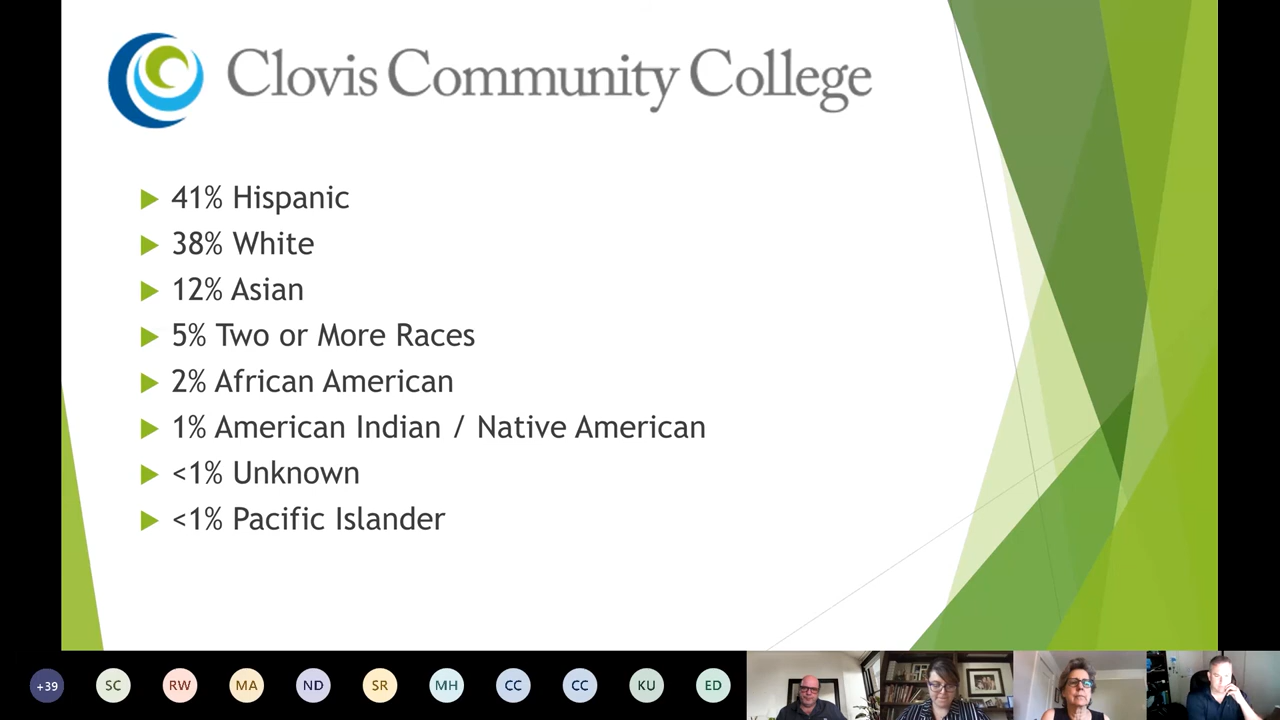 Clovis Community College
41% Hispanic
38% White
12% Asian
5% Two or More Races
2% African American
1% American Indian / Native American
<1% Unknown
<1% Pacific Islander
+39 SC RW MA ND SR MH CC CC KU ED